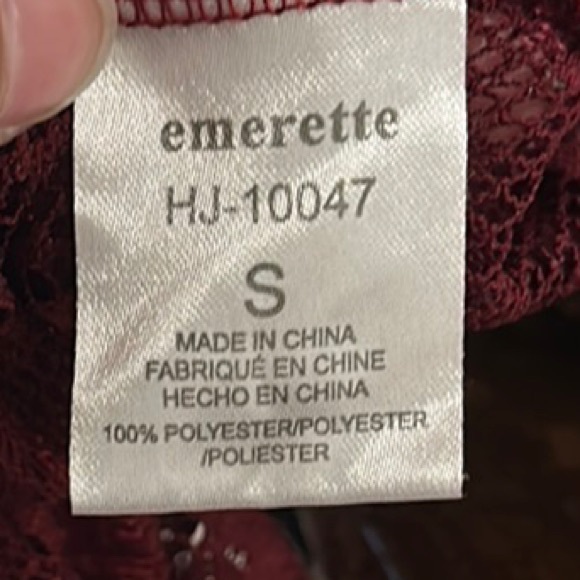 emerette
HJ-10047
S
MADE IN CHINA
FABRIQUÉ EN CHINE
HECHO EN CHINA
100% POLYESTER/POLYESTER
/POLIESTER